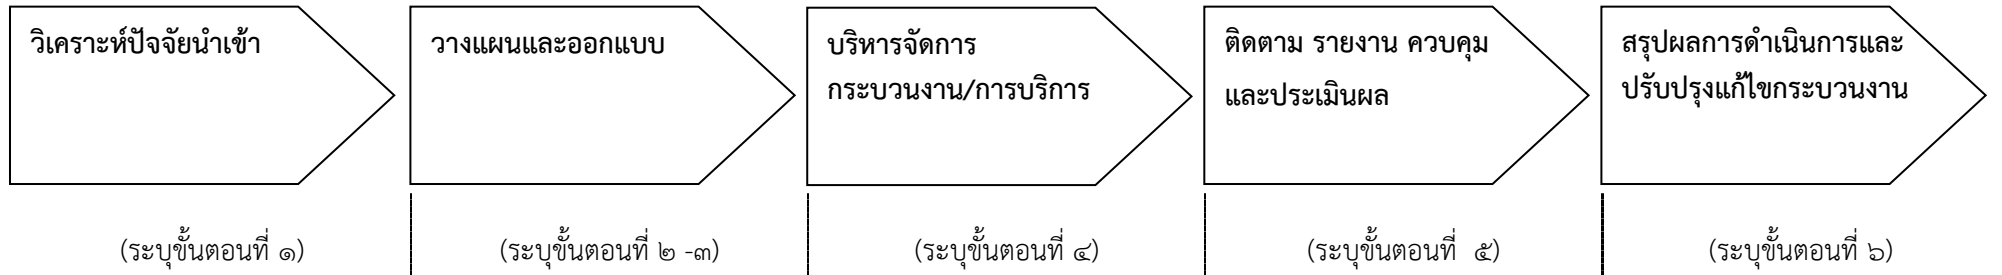 วิเคราะห์ปัจจัยนำเข้า
วางแผนและออกแบบ
บริหารจัดการ
กระบวนงาน/การบริการ
ติดตาม รายงาน ควบคุม
และประเมินผล
สรุปผลการดำเนินการและ
ปรับปรุงแก้ไขกระบวนงาน
(ระบุขั้นตอนที่ ๑)
(ระบุขั้นตอนที่ ๒ -๓)
(ระบุขั้นตอนที่ ๔)
(ระบุขั้นตอนที่ ๕)
(ระบุขั้นตอนที่ ๖)